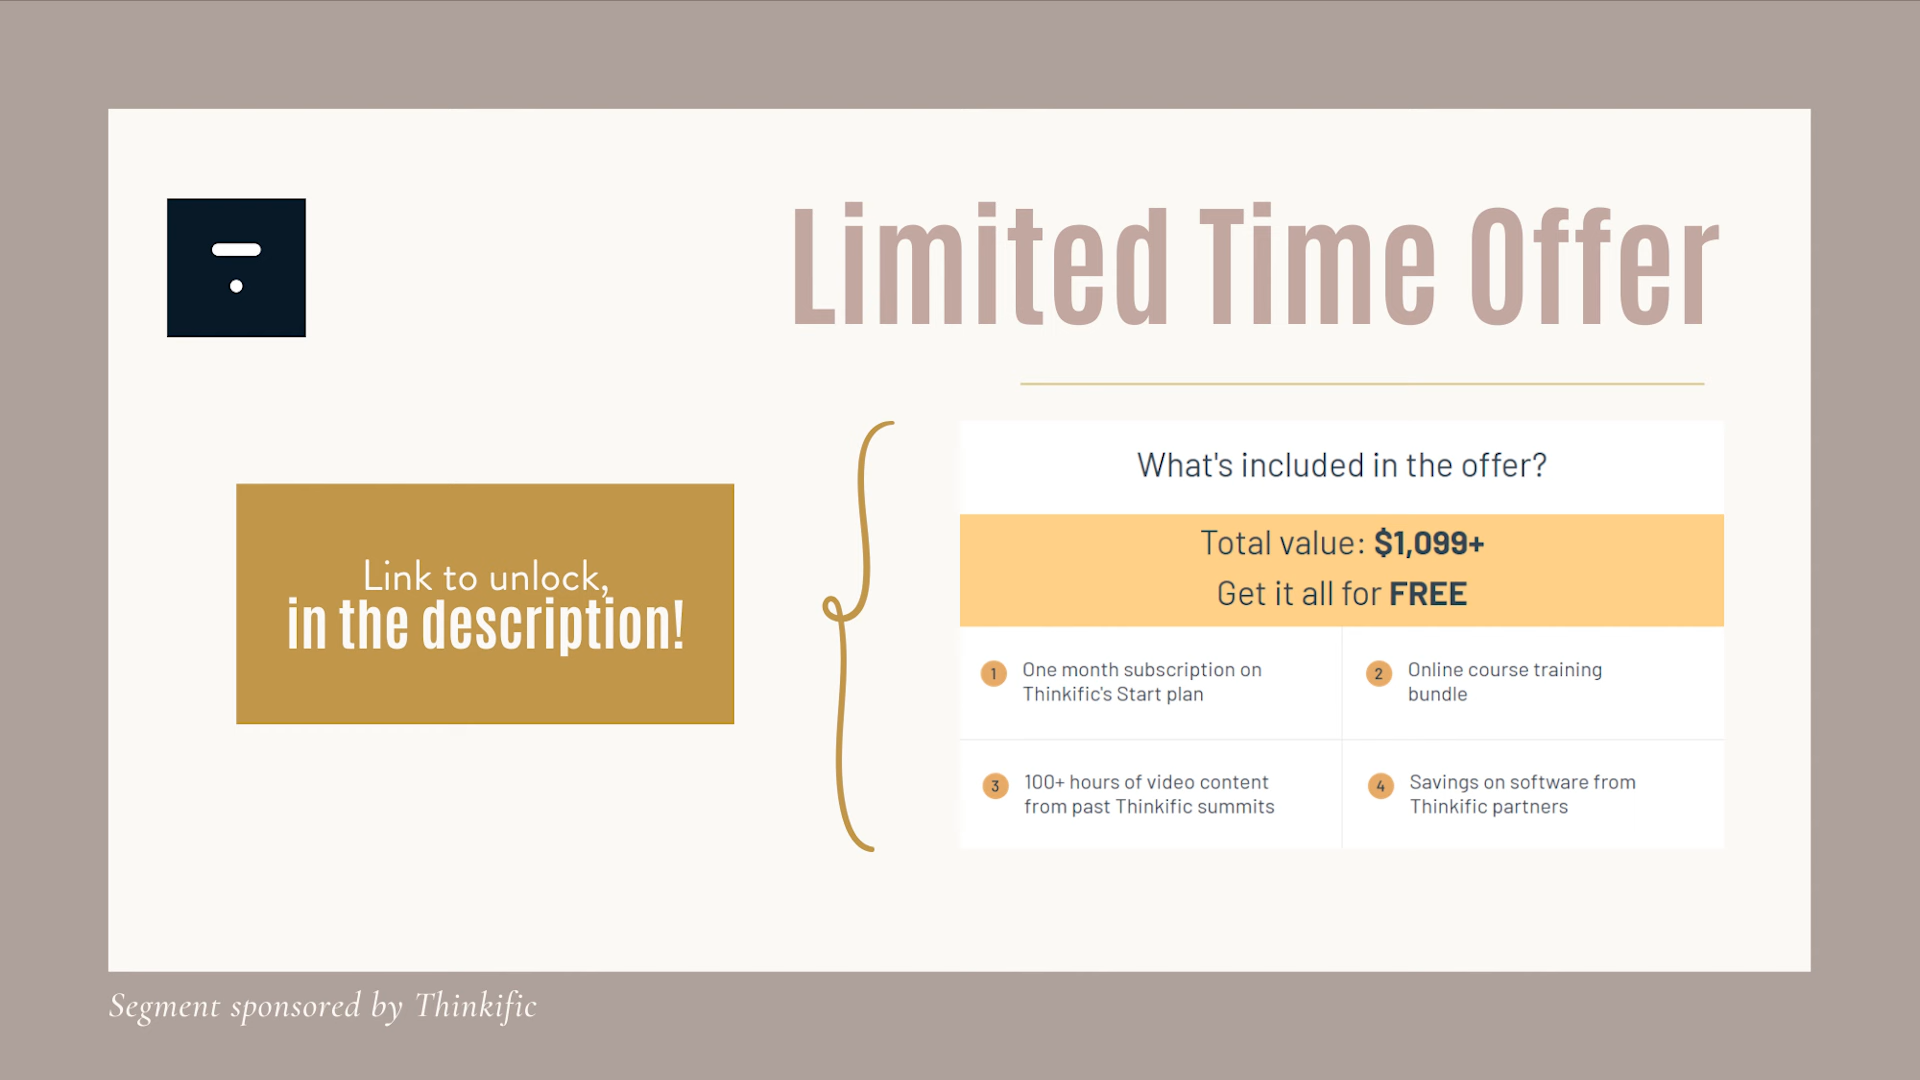 Limited Time Offer
Link to unlock,
in the description!
What's included in the offer?
Total value: $1,099+
Get it all for FREE
1 One month subscription on
Thinkific's Start plan
2 Online course training
bundle
3 100+ hours of video content
from past Thinkific summits
4 Savings on software from
Thinkific partners
Segment sponsored by Thinkific